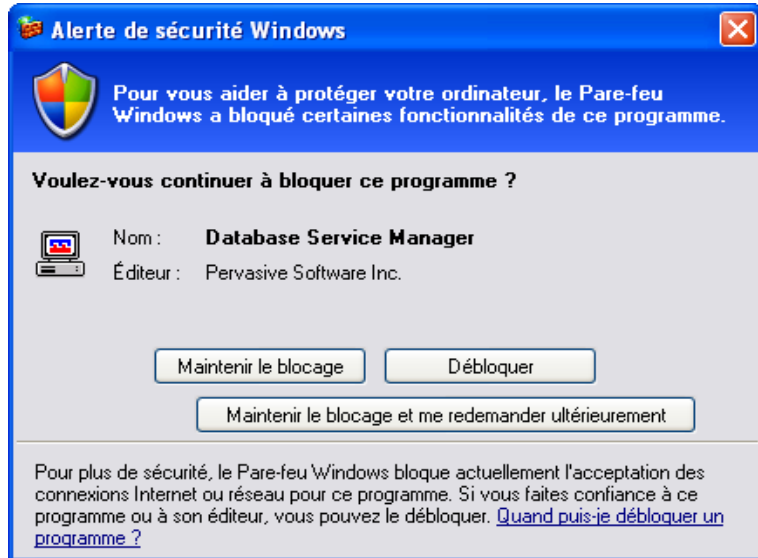 Alerte de sécurité Windows
Pour vous aider à protéger votre ordinateur, le Pare-feu
Windows a bloqué certaines fonctionnalités de ce programme.
Voulez-vous continuer à bloquer ce programme ?
Nom : Database Service Manager
Éditeur : Pervasive Software Inc.
Maintenir le blocage Débloquer
Maintenir le blocage et me redemander ultérieurement
Pour plus de sécurité, le Pare-feu Windows bloque actuellement l'acceptation des
connexions Internet ou réseau pour ce programme. Si vous faites confiance à ce
programme ou à son éditeur, vous pouvez le débloquer. Quand puis-je débloquer un
programme ?